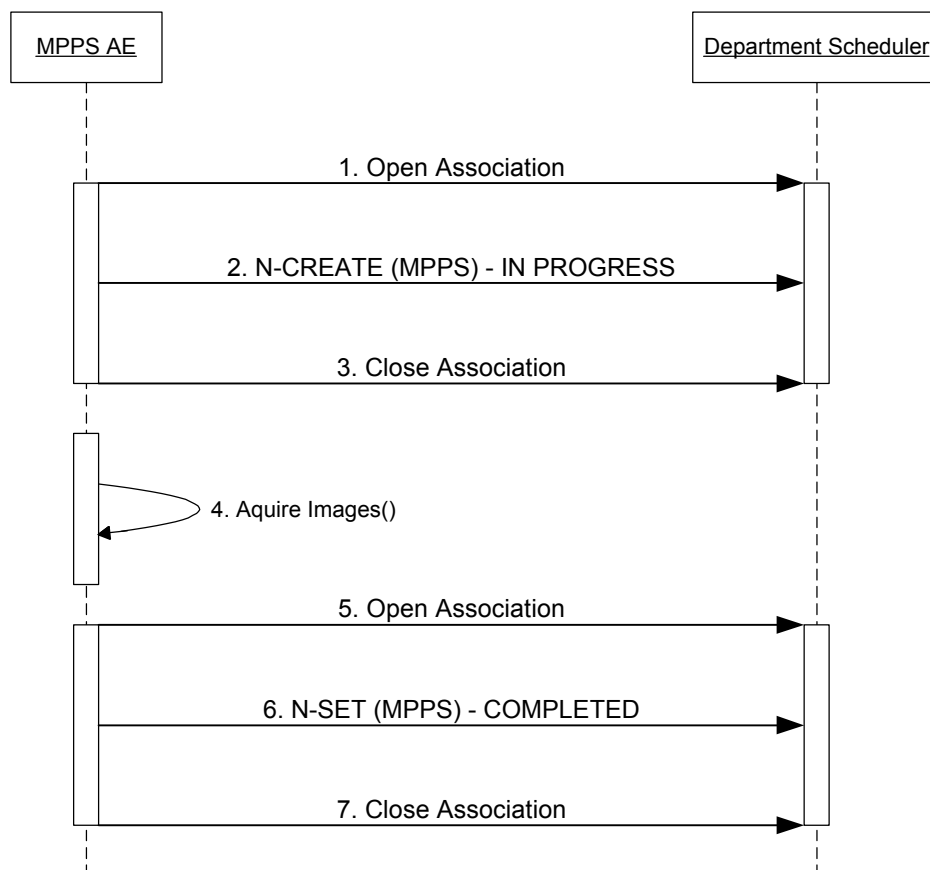 MPPS AE
Department Scheduler
1. Open Association
2. N-CREATE (MPPS) - IN PROGRESS
3. Close Association
4. Aquire Images()
5. Open Association
6. N-SET (MPPS) - COMPLETED
7. Close Association